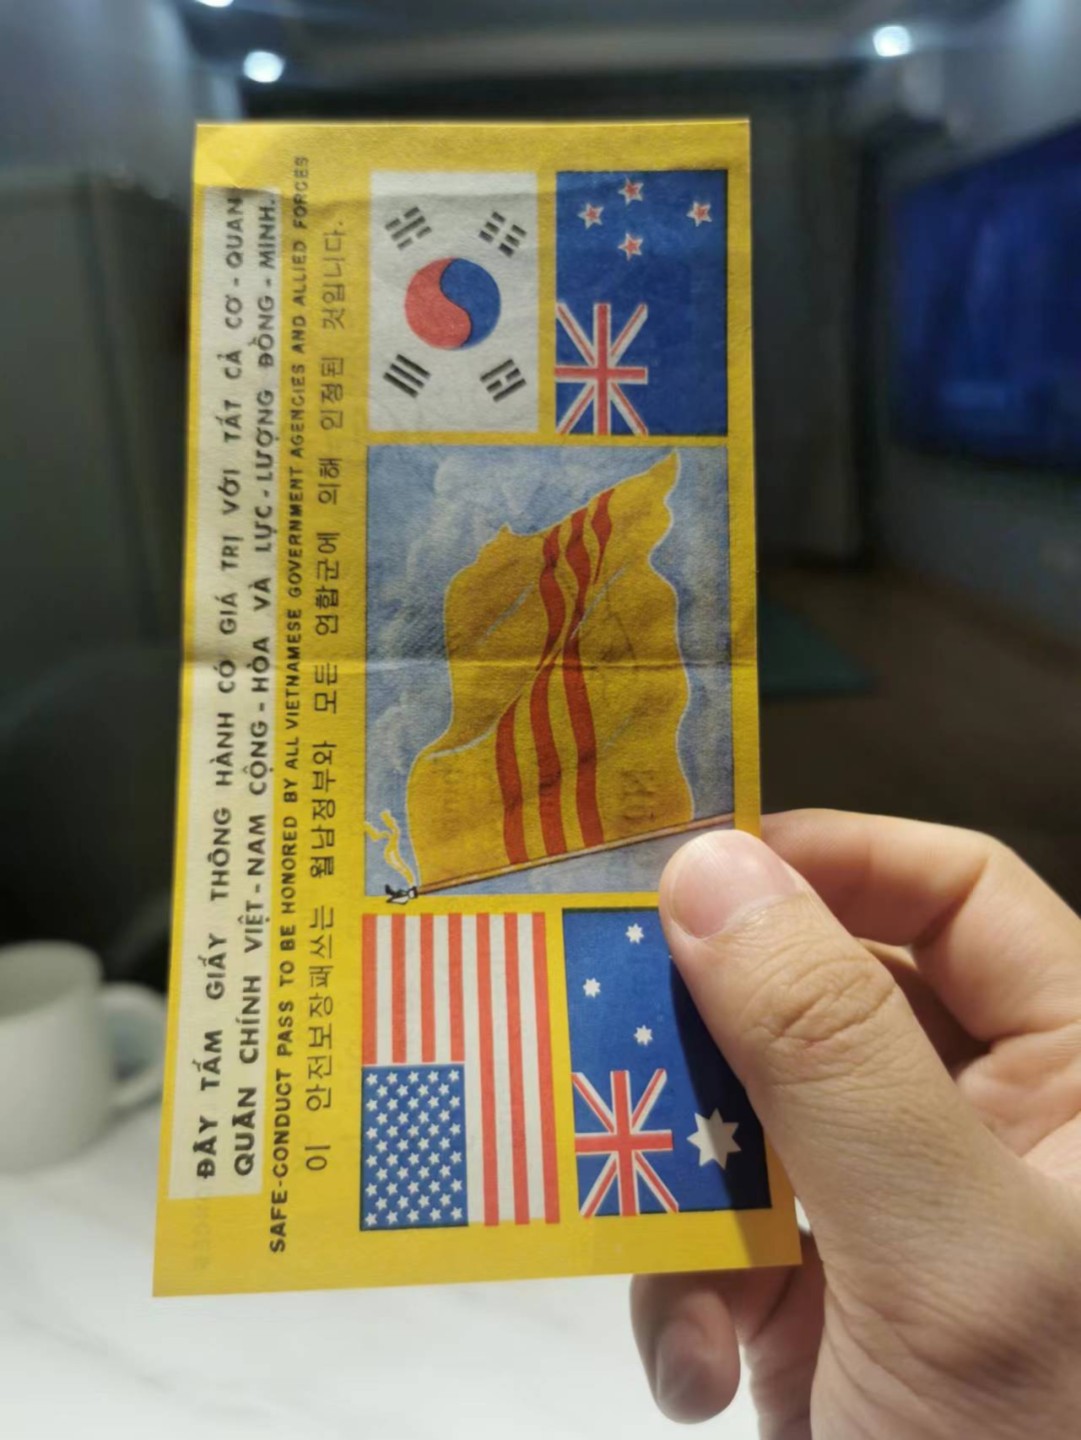 ĐÂY TẤM GIẤY THÔNG HÀNH CÓ GIÁ TRỊ VỚI TẤT CẢ CƠ - QUAN
QUÂN CHÍNH VIỆT - NAM CỘNG - HÒA VÀ LỰC - LƯỢNG ĐỒNG - MINH.
SAFE-CONDUCT PASS TO BE HONORED BY ALL VIETNAMESE GOVERNMENT AGENCIES AND ALLIED FORCES
이 안전보장패쓰는 월남정부와 모든 연합군에 의해 인정된 것입니다.